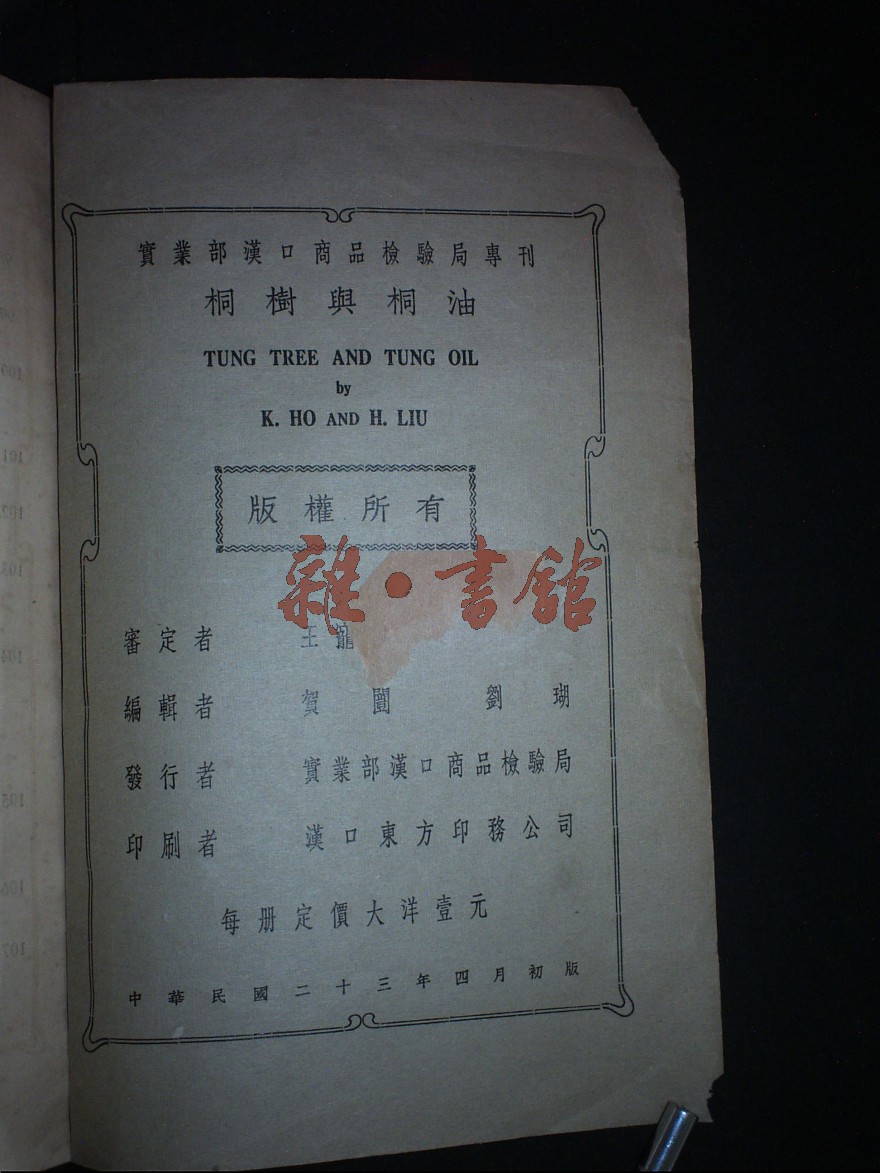 實業部漢口商品檢驗局專刊
桐樹與桐油
TUNG TREE AND TUNG OIL
by
K. HO AND H. LIU
版權所有
雜·書館
審定者 王寵
編輯者 賀闓 劉瑚
發行者 實業部漢口商品檢驗局
印刷者 漢口東方印務公司
每册定價大洋壹元
中華民國二十三年四月初版